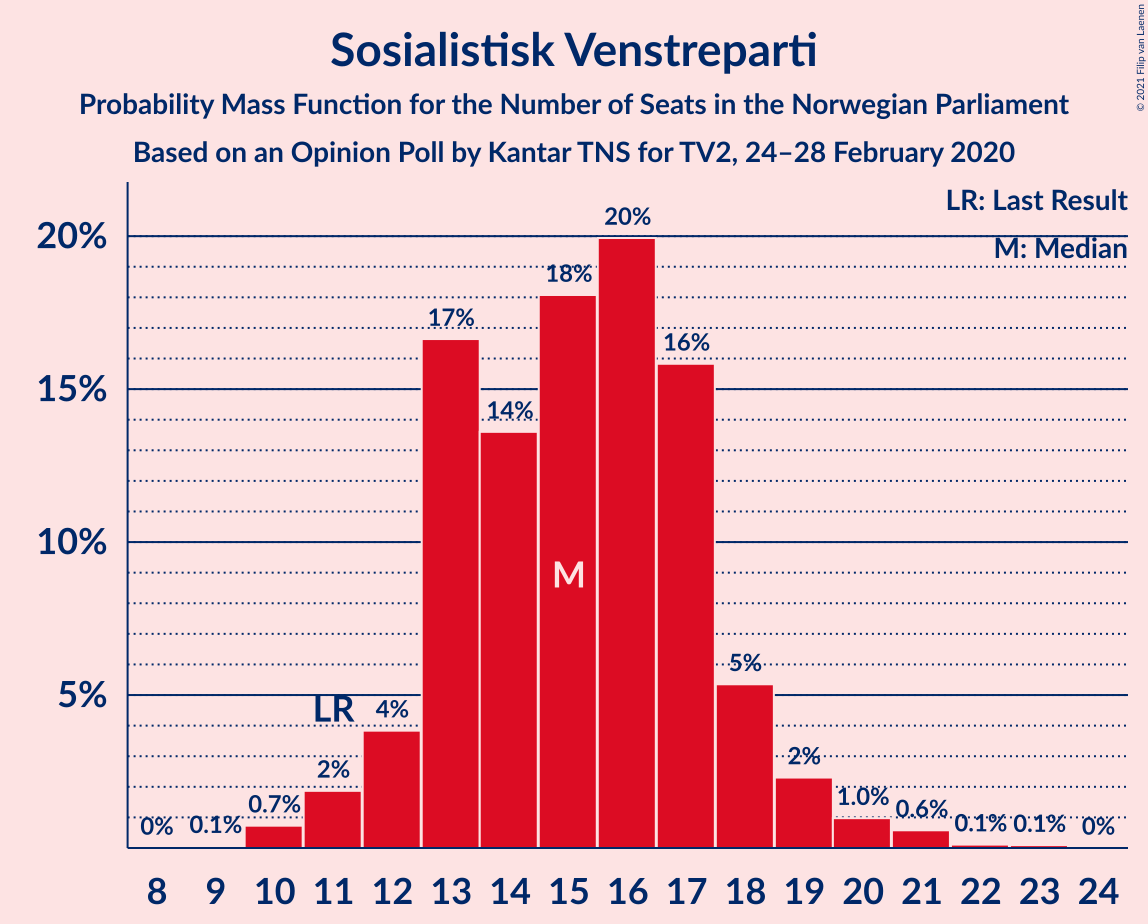 Sosialistisk Venstreparti
Probability Mass Function for the Number of Seats in the Norwegian Parliament
Based on an Opinion Poll by Kantar TNS for TV2, 24–28 February 2020
© 2021 Filip van Laenen
LR: Last Result
M: Median
20%
15%
10%
5%
0%
0.1%
0.7%
2%
LR
4%
17%
14%
18%
M
20%
16%
5%
2%
1.0%
0.6%
0.1%
0.1%
0%
8 9 10 11 12 13 14 15 16 17 18 19 20 21 22 23 24